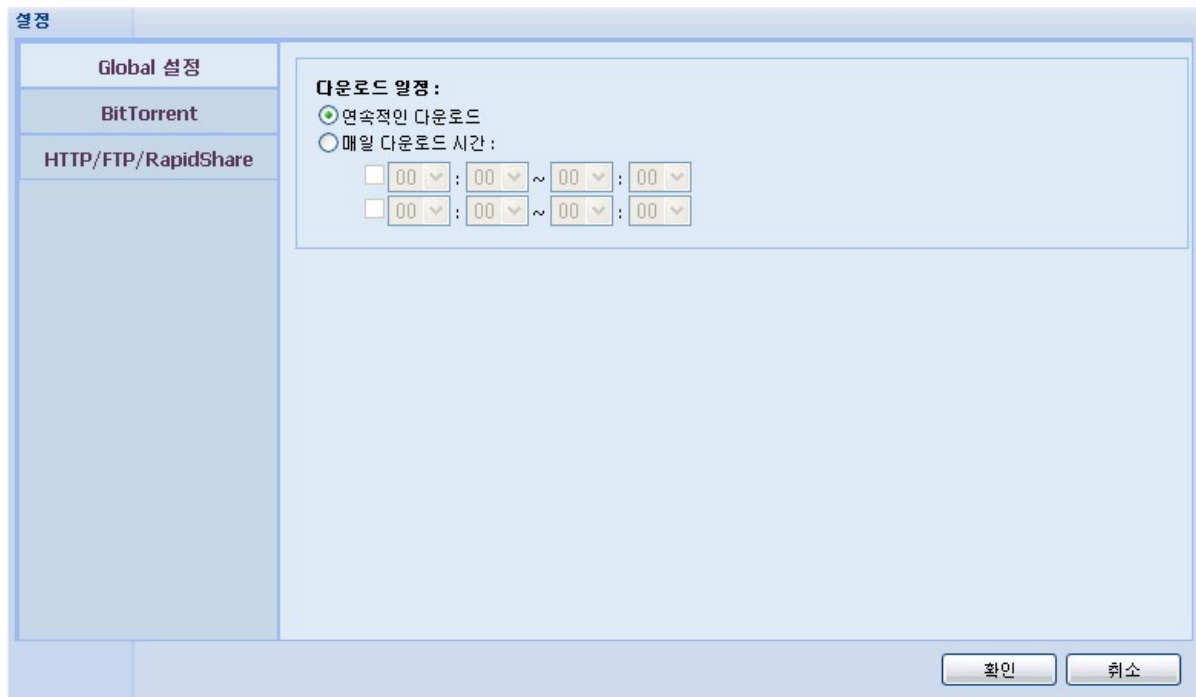 설정
Global 설정
BitTorrent
HTTP/FTP/RapidShare
다운로드 일정 :
연속적인 다운로드
매일 다운로드 시간 :
00 : 00 ~ 00 : 00
00 : 00 ~ 00 : 00
확인
취소